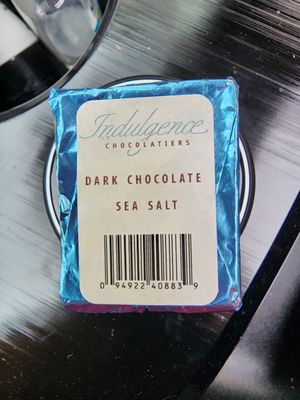 Indulgence
CHOCOLATIERS
DARK CHOCOLATE
SEA SALT
0 94922 40883 9